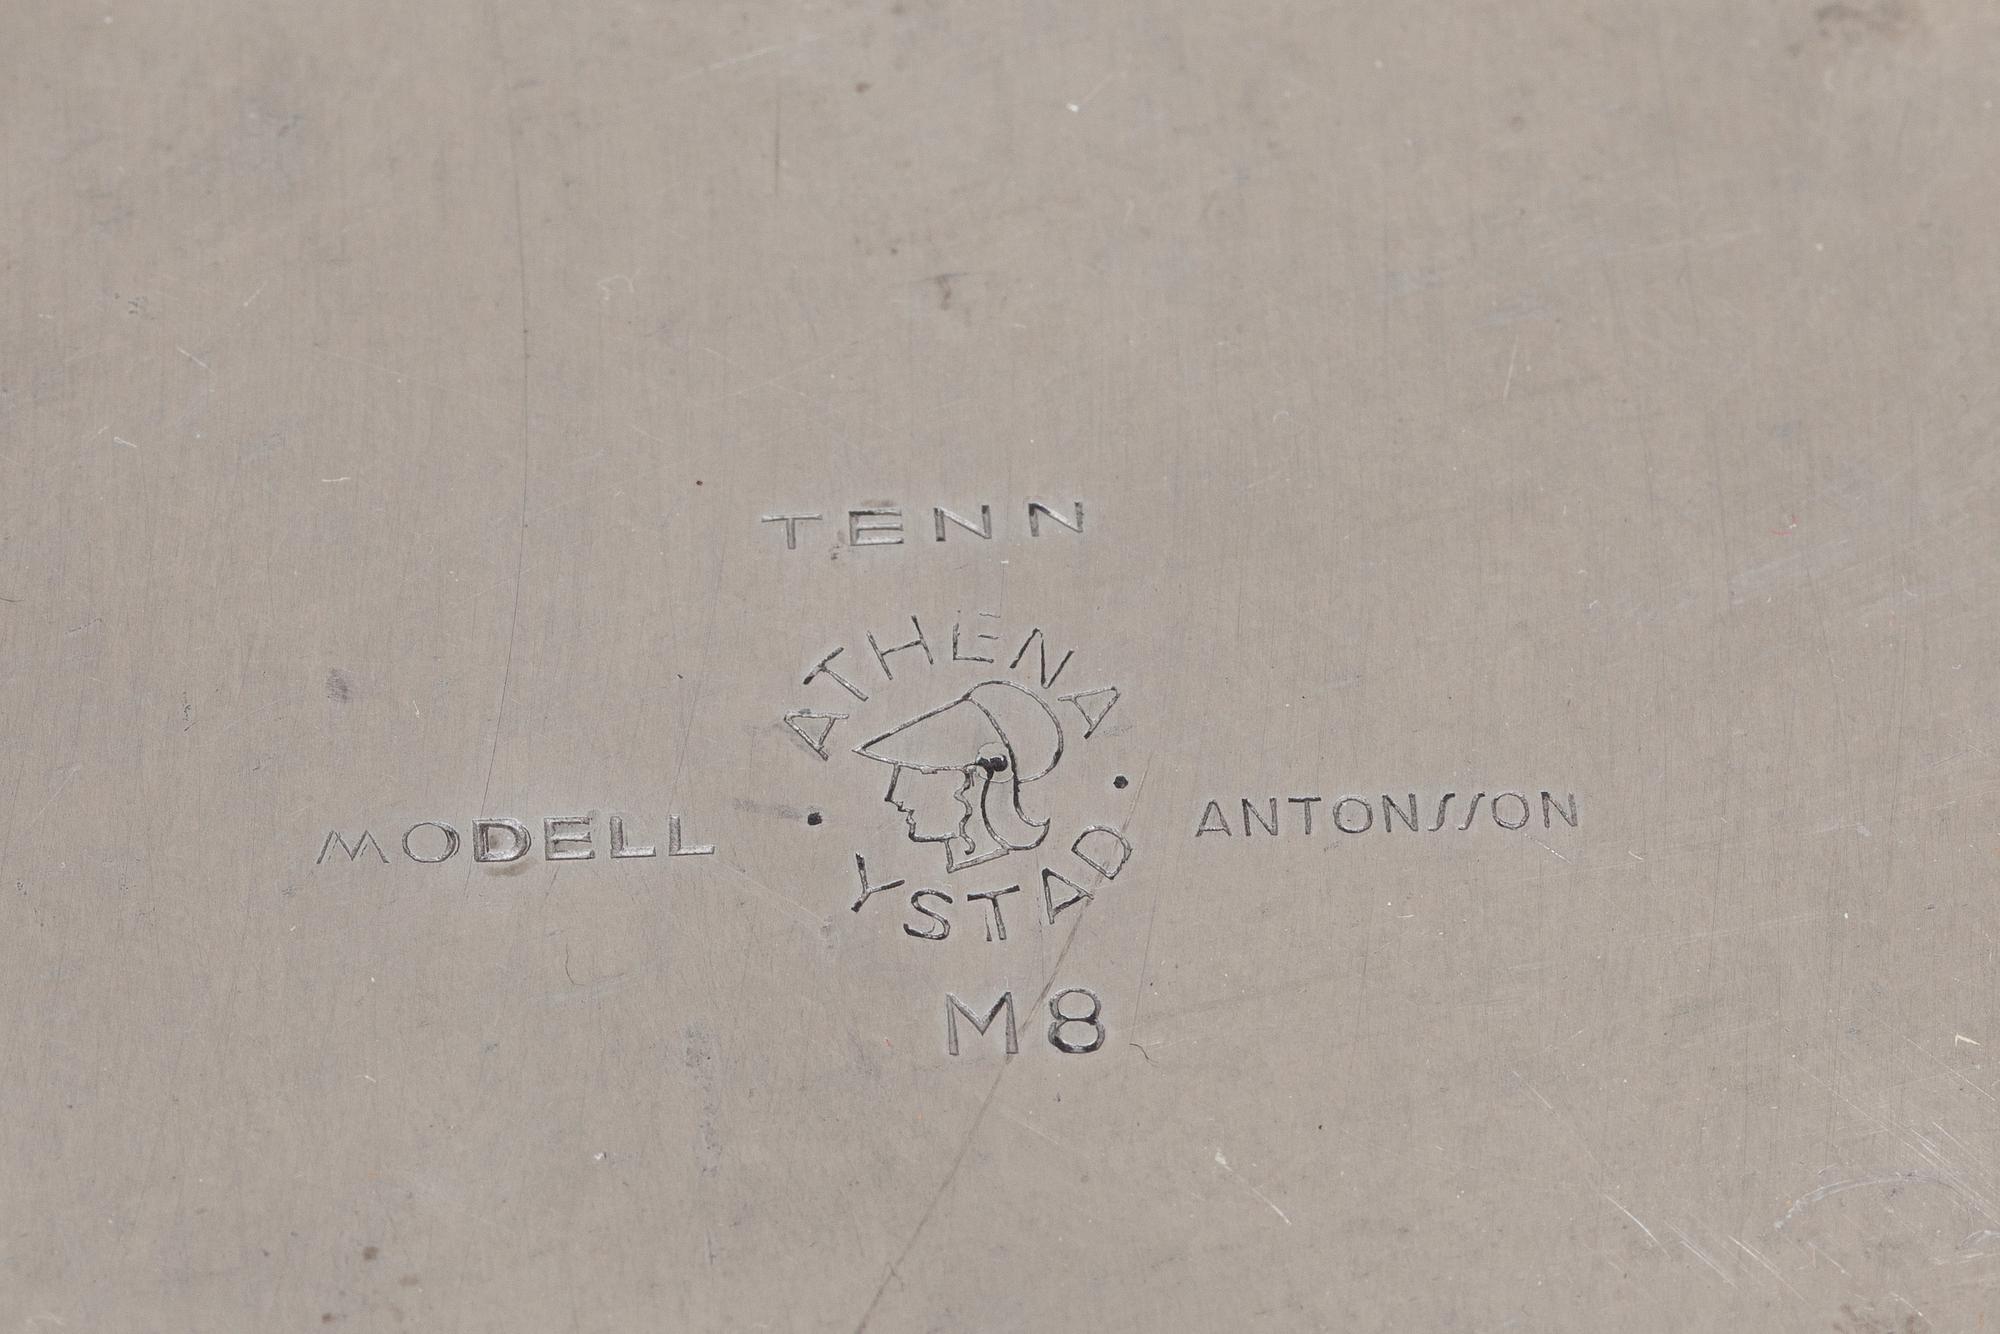 TENN
ATHENA
MODELL
ANTONSSON
YSTAD
M8